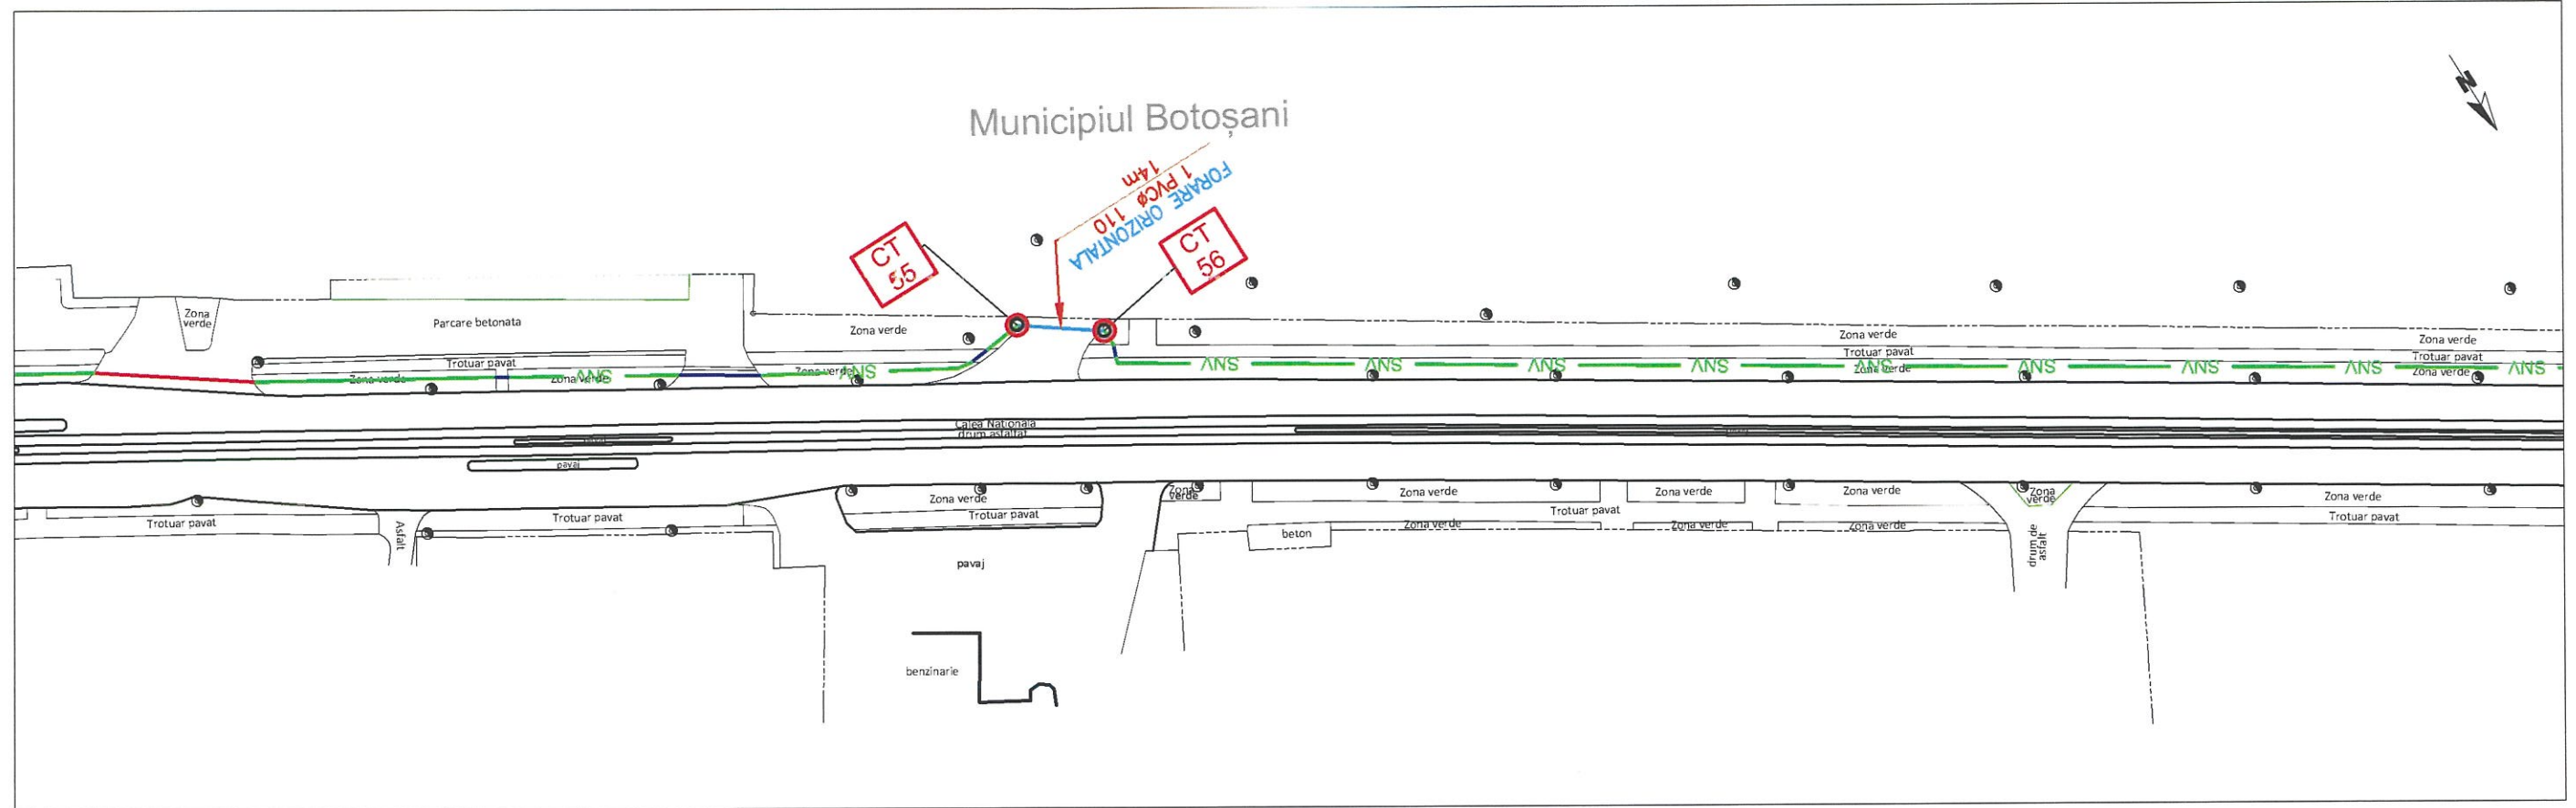 N
Municipiul Botoșani
FORARE ORIZONTALA
1 PVCØ 110
14m
CT
55
CT
56
Zona
verde
Parcare betonata
Zona verde
Zona verde
Zona verde
Trotuar pavat
Trotuar pavat
Trotuar pavat
Zona verde
Zona verde
Zona verde
Zona verde
Zona verde
SNV
SNV
SNV
SNV
SNV
SNV
SNV
SNV
SNV
SNV
SNV
Calea Nationala
drum asfaltat
pavaj
Zona verde
Trotuar pavat
Zona
verde
Zona verde
Zona verde
Zona verde
Zona
verde
Zona verde
Trotuar pavat
Asfalt
Trotuar pavat
Trotuar pavat
Trotuar pavat
Zona verde
Zona verde
Zona verde
beton
drum de
asfalt
pavaj
benzinarie